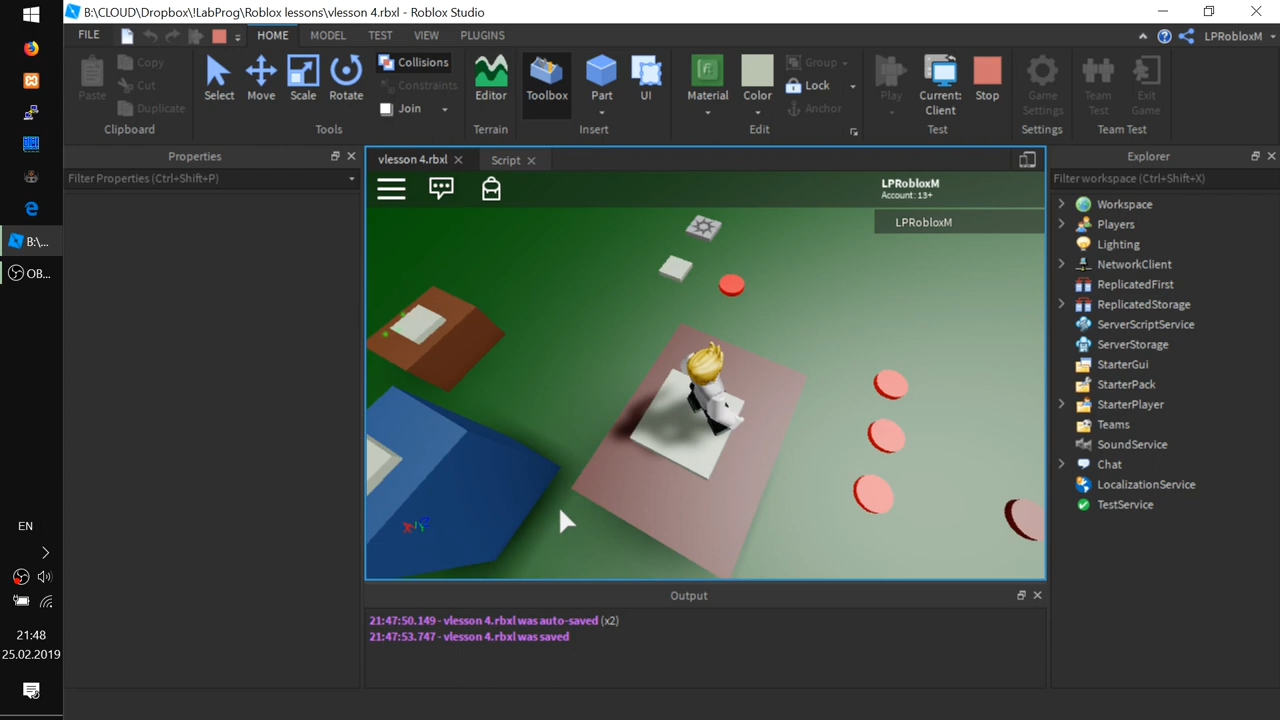 B:\CLOUD\Dropbox\!LabProg\Roblox lessons\vlesson 4.rbxl - Roblox Studio
FILE HOME MODEL TEST VIEW PLUGINS LPRobloxM
Paste Copy Cut Duplicate
Select Move Scale Rotate
Collisions Constraints Join
Editor Toolbox Part UI
Material Color Group Lock Anchor
Play Current: Client Stop
Game Settings Team Test Exit Game
Clipboard Tools Terrain Insert Edit Test Settings Team Test
Properties
Filter Properties (Ctrl+Shift+P)
vlesson 4.rbxl Script
LPRobloxM
Account: 13+
LPRobloxM
Explorer
Filter workspace (Ctrl+Shift+X)
Workspace
Players
Lighting
NetworkClient
ReplicatedFirst
ReplicatedStorage
ServerScriptService
ServerStorage
StarterGui
StarterPack
StarterPlayer
Teams
SoundService
Chat
LocalizationService
TestService
Output
21:47:50.149 - vlesson 4.rbxl was auto-saved (x2)
21:47:53.747 - vlesson 4.rbxl was saved
B:\...
OB...
EN
21:48
25.02.2019